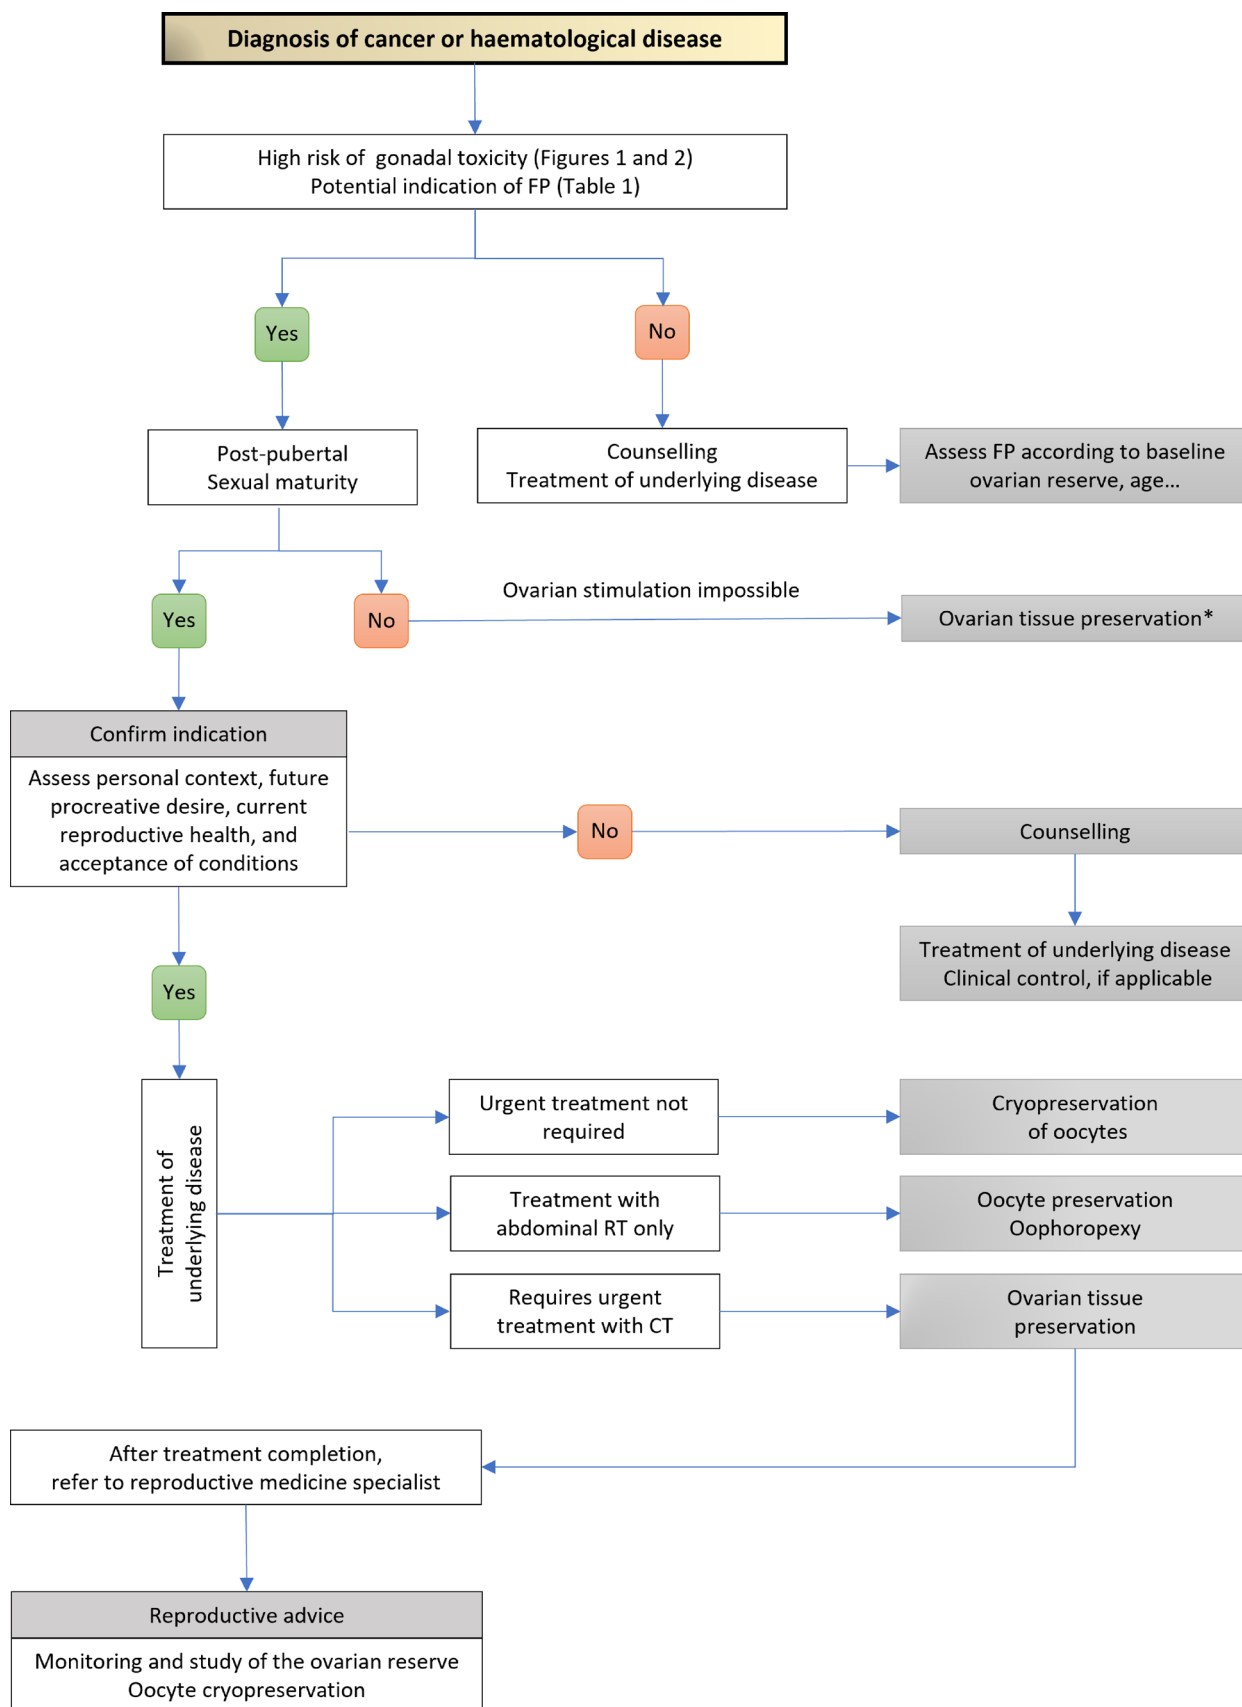 Diagnosis of cancer or haematological disease
High risk of gonadal toxicity (Figures 1 and 2)
Potential indication of FP (Table 1)
Yes
No
Post-pubertal
Sexual maturity
Counselling
Treatment of underlying disease
Assess FP according to baseline
ovarian reserve, age...
Yes
No
Ovarian stimulation impossible
Ovarian tissue preservation*
Confirm indication
Assess personal context, future
procreative desire, current
reproductive health, and
acceptance of conditions
No
Counselling
Treatment of underlying disease
Clinical control, if applicable
Yes
Treatment of
underlying disease
Urgent treatment not
required
Cryopreservation
of oocytes
Treatment with
abdominal RT only
Oocyte preservation
Oophoropexy
Requires urgent
treatment with CT
Ovarian tissue
preservation
After treatment completion,
refer to reproductive medicine specialist
Reproductive advice
Monitoring and study of the ovarian reserve
Oocyte cryopreservation